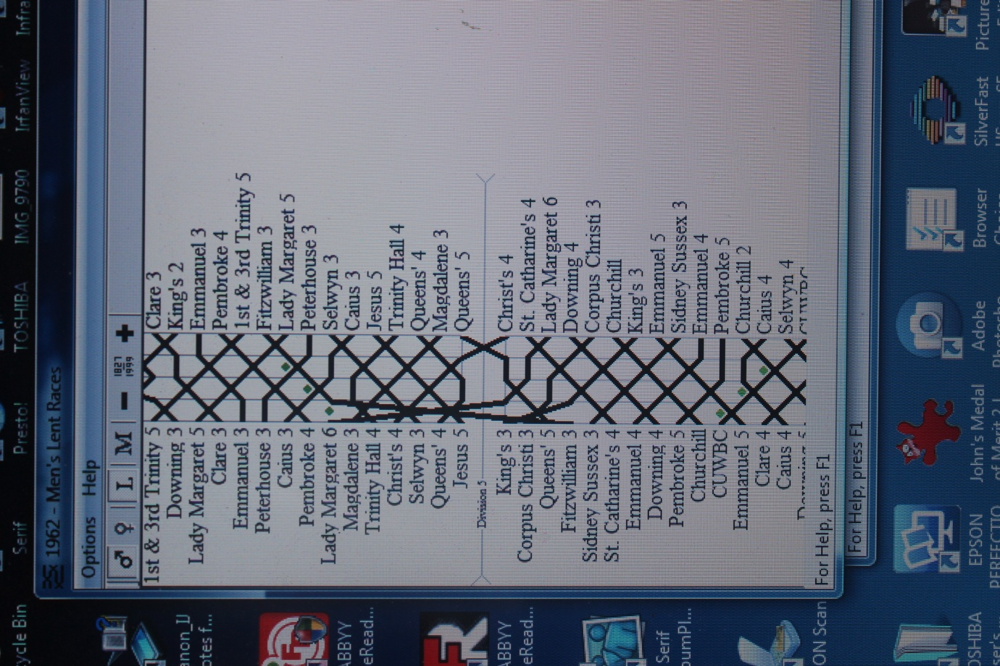 1962 - Men's Lent Races
Options Help
♂ ♀ L M − 1827 1999 +
1st & 3rd Trinity 5 Clare 3
Downing 3 King's 2
Lady Margaret 5 Emmanuel 3
Clare 3 Pembroke 4
Emmanuel 3 1st & 3rd Trinity 5
Peterhouse 3 Fitzwilliam 3
Caius 3 Lady Margaret 5
Pembroke 4 Peterhouse 3
Lady Margaret 6 Selwyn 3
Magdalene 3 Caius 3
Trinity Hall 4 Jesus 5
Christ's 4 Trinity Hall 4
Selwyn 3 Queens' 4
Queens' 4 Magdalene 3
Jesus 5 Queens' 5
Division 5
King's 3 Christ's 4
Corpus Christi 3 St. Catharine's 4
Queens' 5 Lady Margaret 6
Fitzwilliam 3 Downing 4
Sidney Sussex 3 Corpus Christi 3
St. Catharine's 4 Churchill
Emmanuel 4 King's 3
Downing 4 Emmanuel 5
Pembroke 5 Sidney Sussex 3
Churchill Emmanuel 4
CUWBC Pembroke 5
Emmanuel 5 Churchill 2
Clare 4 Caius 4
Caius 4 Selwyn 4
For Help, press F1
For Help, press F1
ycle Bin Serif Presto! TOSHIBA IMG_9790 IrfanView Infra
anon_IJ
otes f...
ABBYY
eRead...
ABBYY
eRead...
Serif
oumPl...
ON Scan
OSHIBA EPSON John's Medal Adobe Browser SilverFast Picture
ser's PERFECTIO of Merit 2 Photosho